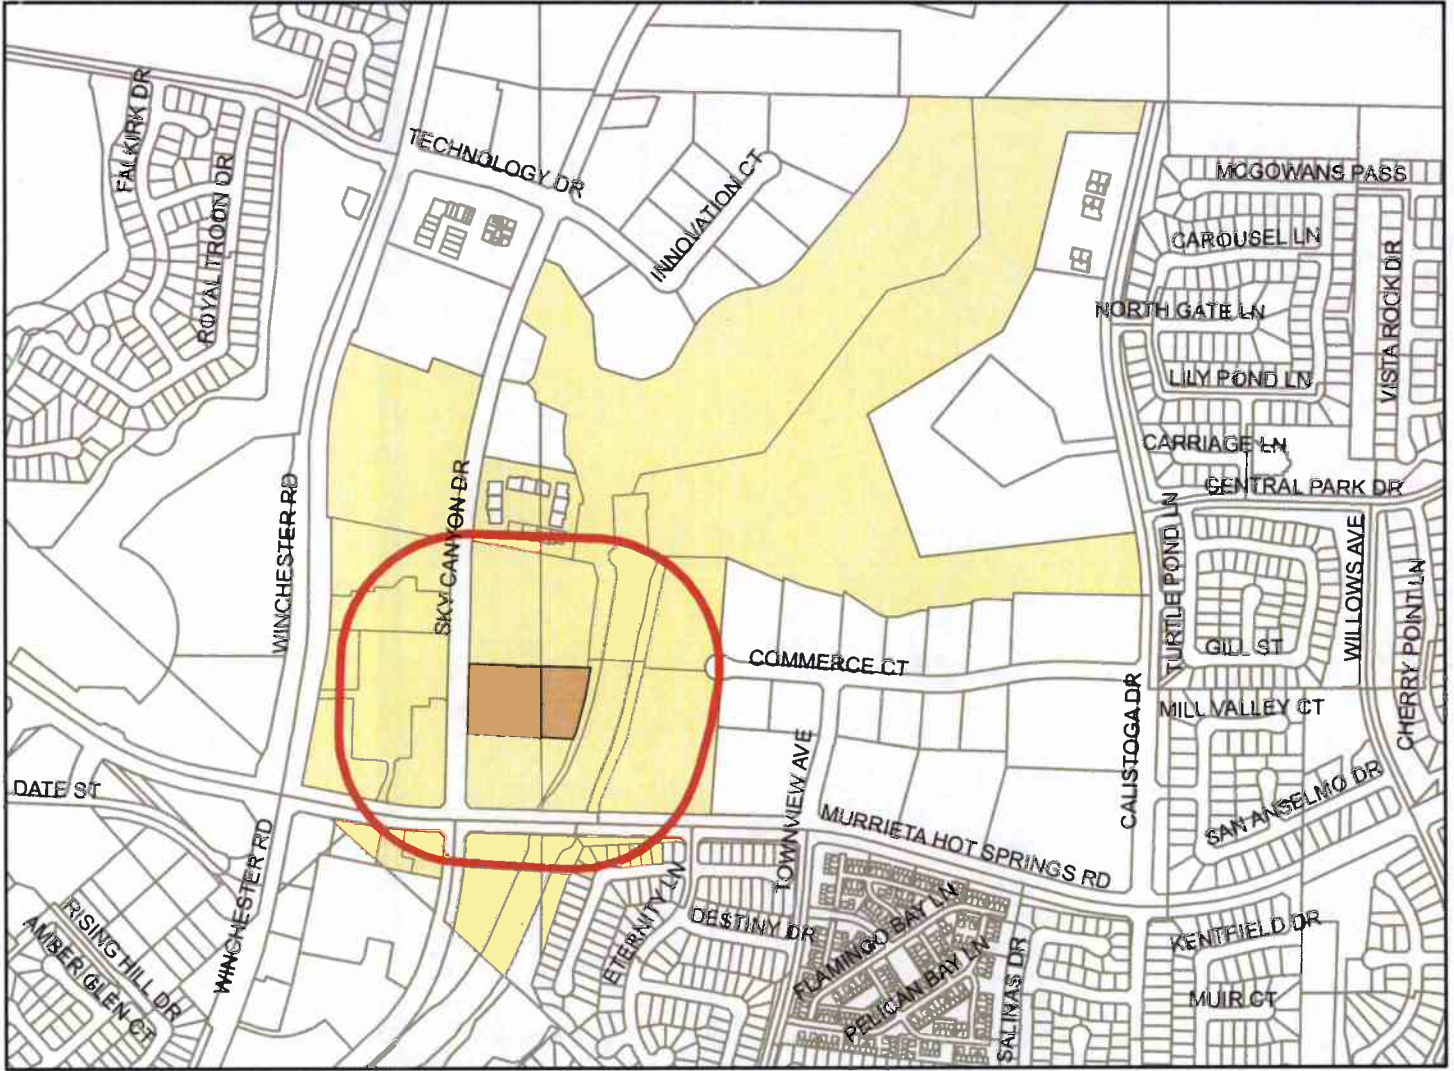 FALKIRK DR
ROYAL TROON DR
TECHNOLOGY DR
INNOVATION CT
MCGOWANS PASS
CAROUSEL LN
VISTA ROCK DR
NORTH GATE LN
LILY POND LN
CARRIAGE LN
CENTRAL PARK DR
WINCHESTER RD
SKY CANYON DR
TURTLE POND LN
WILLOWS AVE
CHERRY POINT LN
GILL ST
COMMERCE CT
MILL VALLEY CT
CALISTOGA DR
DATE ST
TOWNVIEW AVE
SAN ANSELMO DR
MURRIETA HOT SPRINGS RD
WINCHESTER RD
ETERNITY LN
DESTINY DR
FLAMINGO BAY LN
PELICAN BAY LN
SALINAS DR
KENTFIELD DR
MUIR CT
RISING HILL DR
AMBER GLEN CT